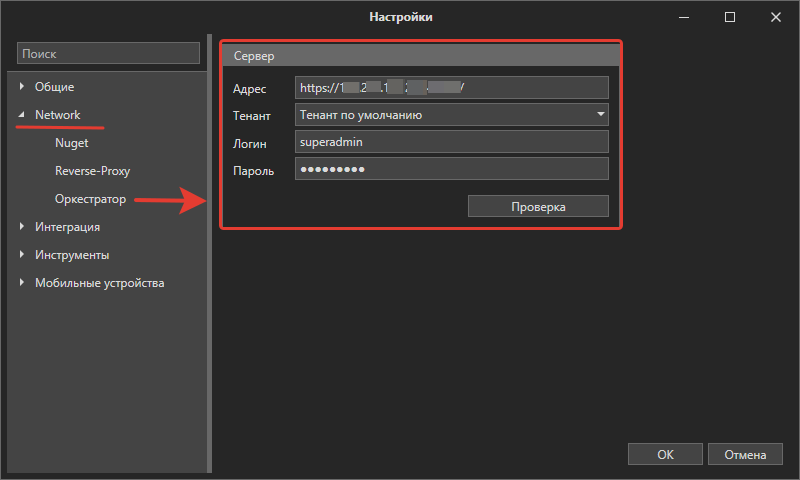 Настройки
Поиск
Общие
Network
Nuget
Reverse-Proxy
Оркестратор
Интеграция
Инструменты
Мобильные устройства
Сервер
Адрес
https://1
Тенант
Тенант по умолчанию
Логин
superadmin
Пароль
●●●●●●●●●
Проверка
OK
Отмена